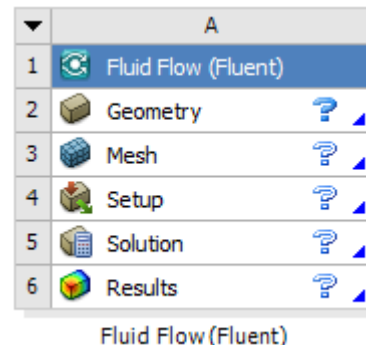 A
1 Fluid Flow (Fluent)
2 Geometry ?
3 Mesh ?
4 Setup ?
5 Solution ?
6 Results ?
Fluid Flow (Fluent)